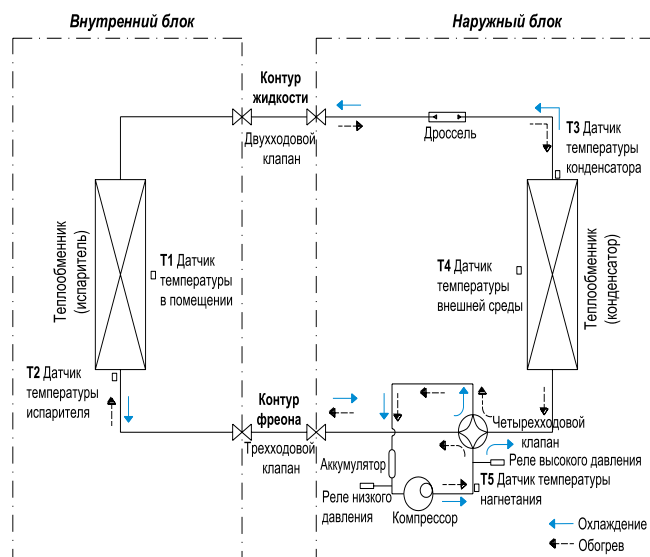 Внутренний блок
Наружный блок
Контур
жидкости
Двухходовой
клапан
Дроссель
T3 Датчик
температуры
конденсатора
Теплообменник
(испаритель)
T1 Датчик
температуры
в помещении
T4 Датчик
температуры
внешней среды
Теплообменник
(конденсатор)
T2 Датчик
температуры
испарителя
Контур
фреона
Трехходовой
клапан
Четырехходовой
клапан
Аккумулятор
Реле высокого давления
Реле низкого
давления
Компрессор
T5 Датчик температуры
нагнетания
Охлаждение
Обогрев